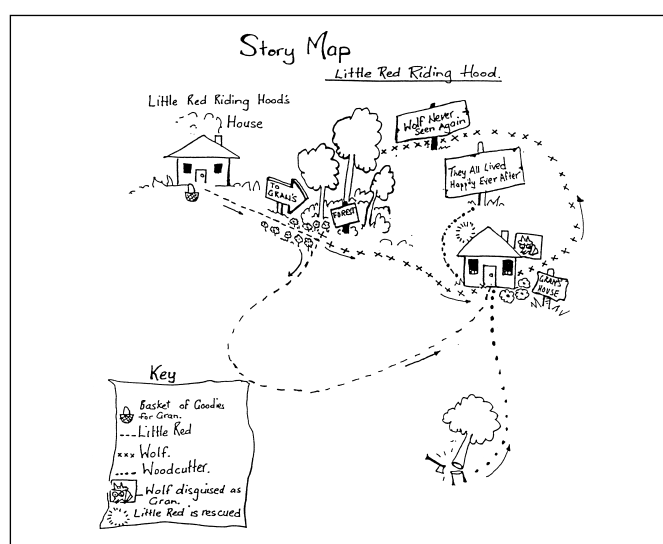 Story Map
Little Red Riding Hood.
Little Red Riding Hood's
House
Wolf Never
Seen Again
They All Lived
Happy Ever After
TO
GRAN'S
FOREST
GRAN'S
HOUSE
Key
Basket of Goodies
for Gran.
Little Red
Wolf.
Woodcutter.
Wolf disguised as
Gran.
Little Red is rescued